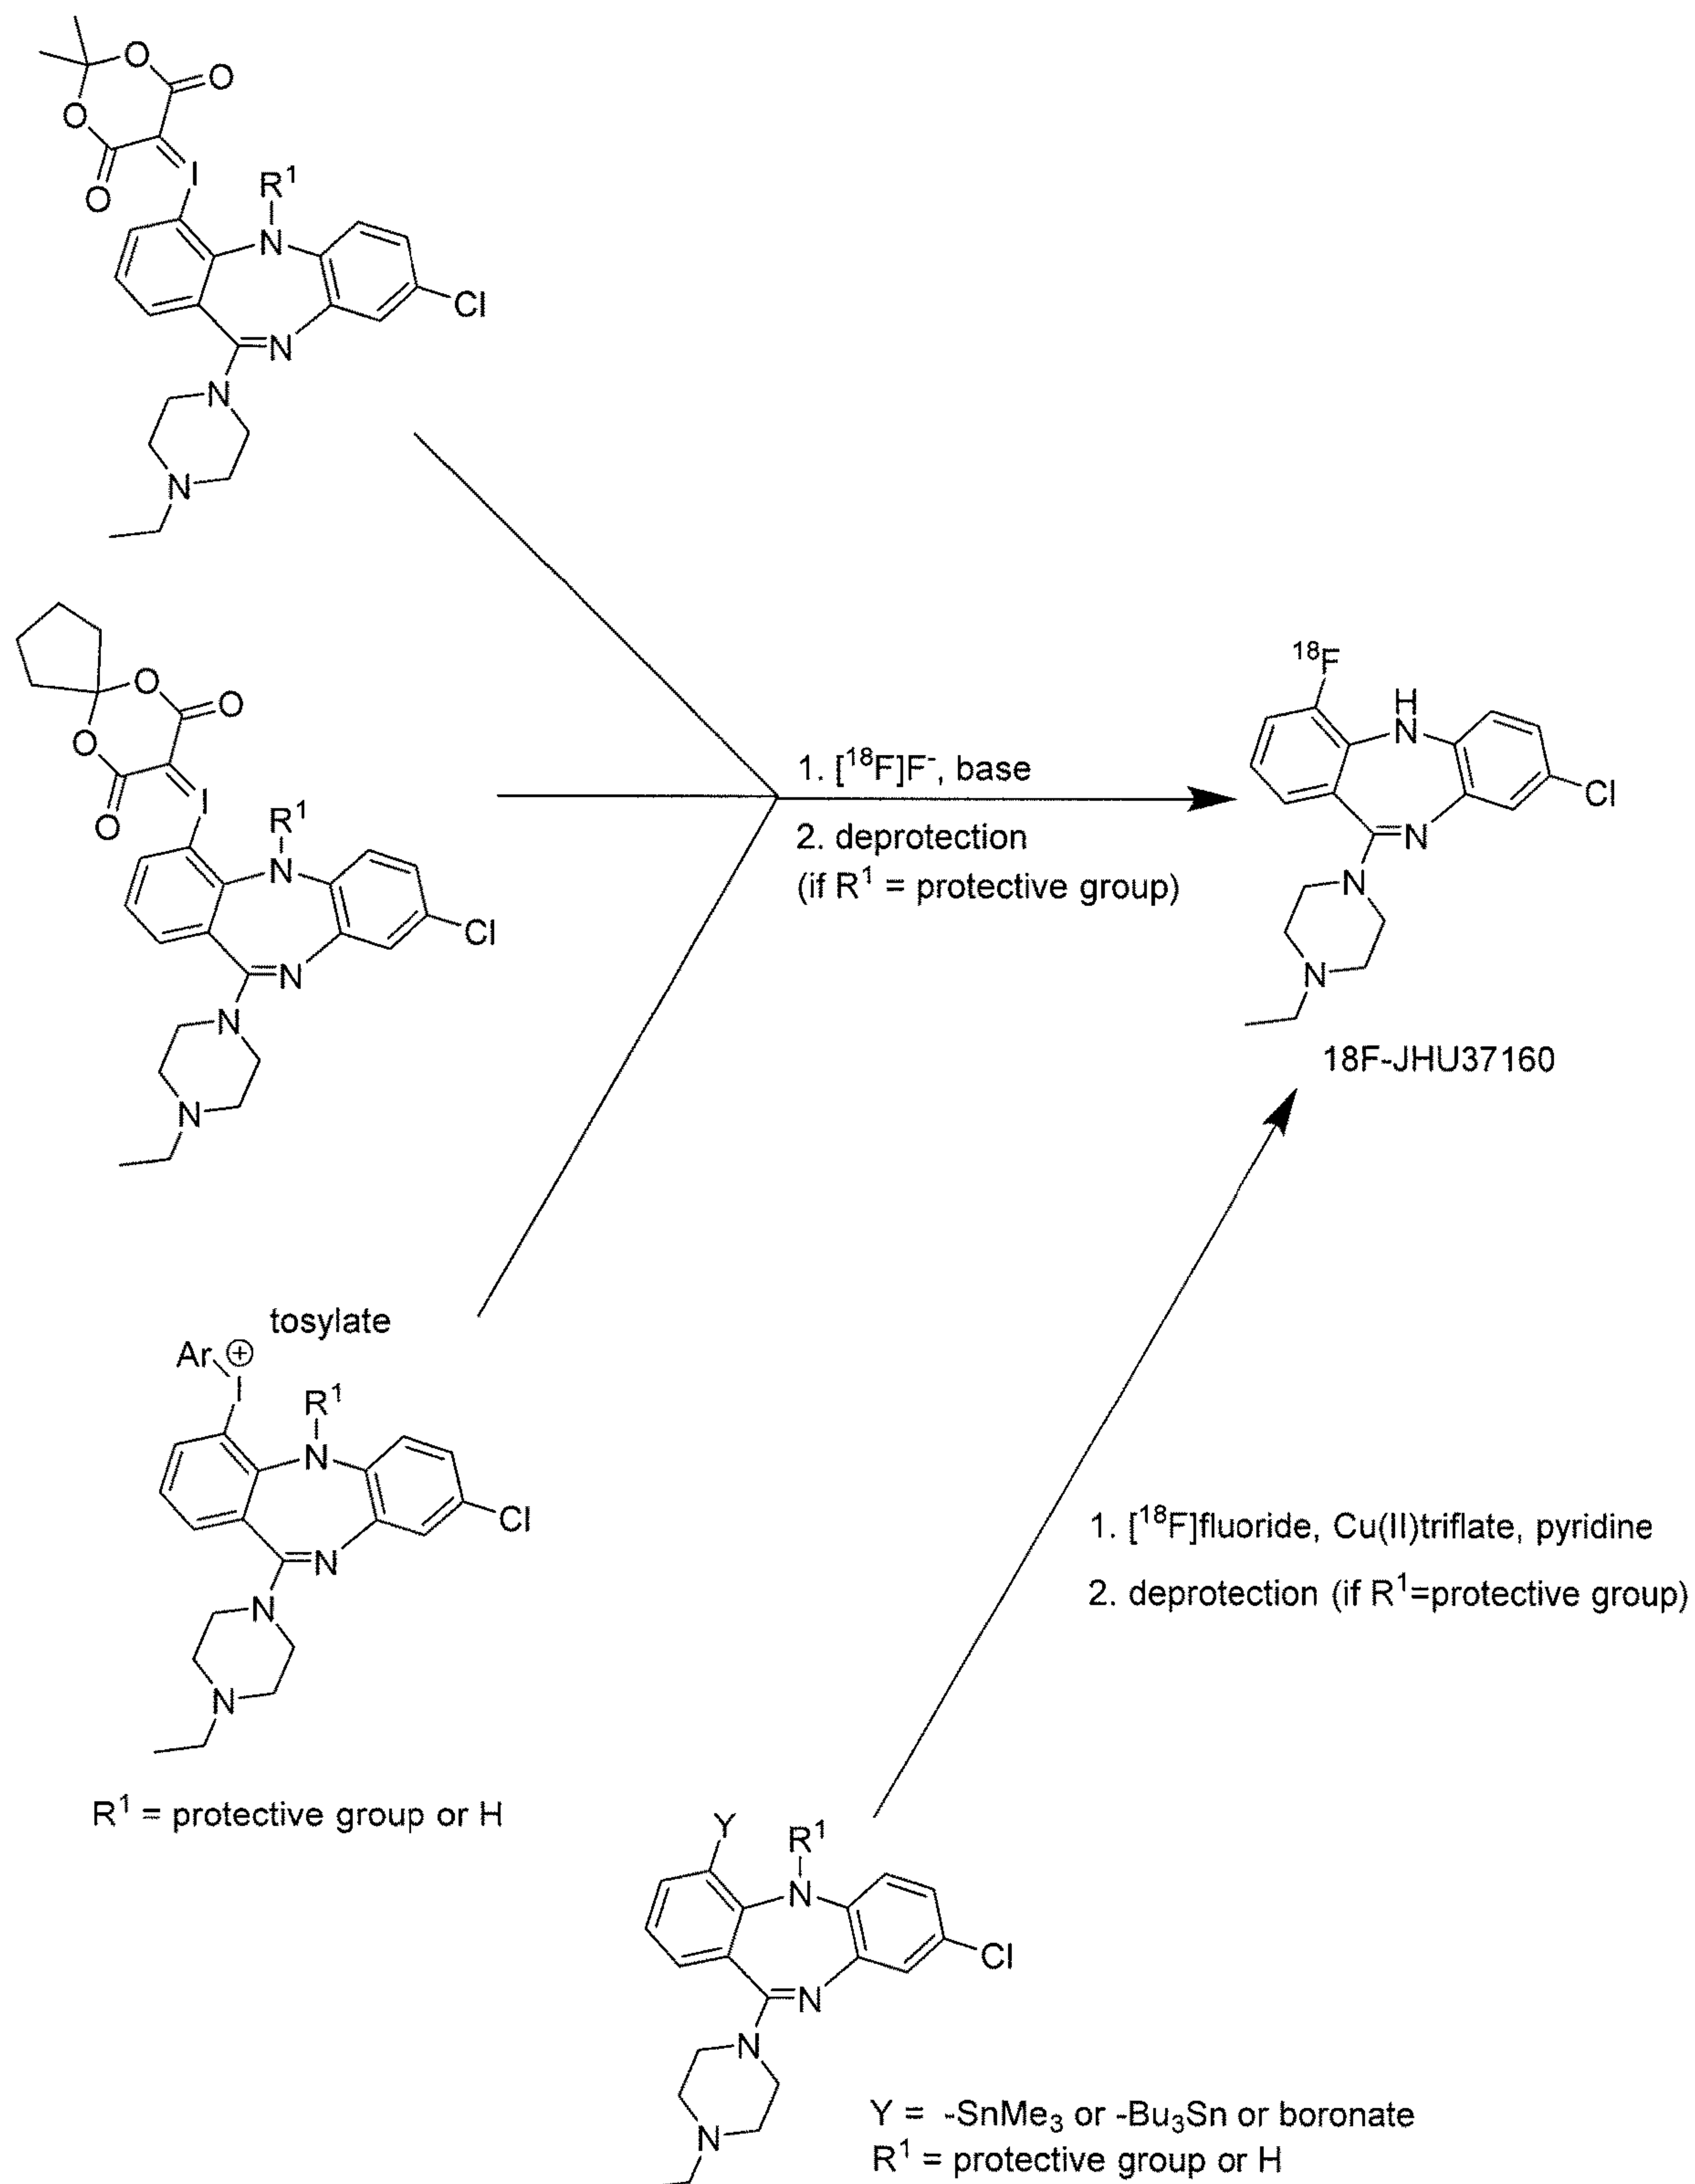 O
O
O
O
I
R¹
N
Cl
N
N
N
O
O
O
O
I
R¹
N
Cl
N
N
N
1. [¹⁸F]F⁻, base
2. deprotection
(if R¹ = protective group)
¹⁸F
H
N
Cl
N
N
N
18F-JHU37160
tosylate
Ar ⊕
I
R¹
N
Cl
N
N
N
R¹ = protective group or H
1. [¹⁸F]fluoride, Cu(II)triflate, pyridine
2. deprotection (if R¹=protective group)
Y
R¹
N
Cl
N
N
N
Y = -SnMe₃ or -Bu₃Sn or boronate
R¹ = protective group or H